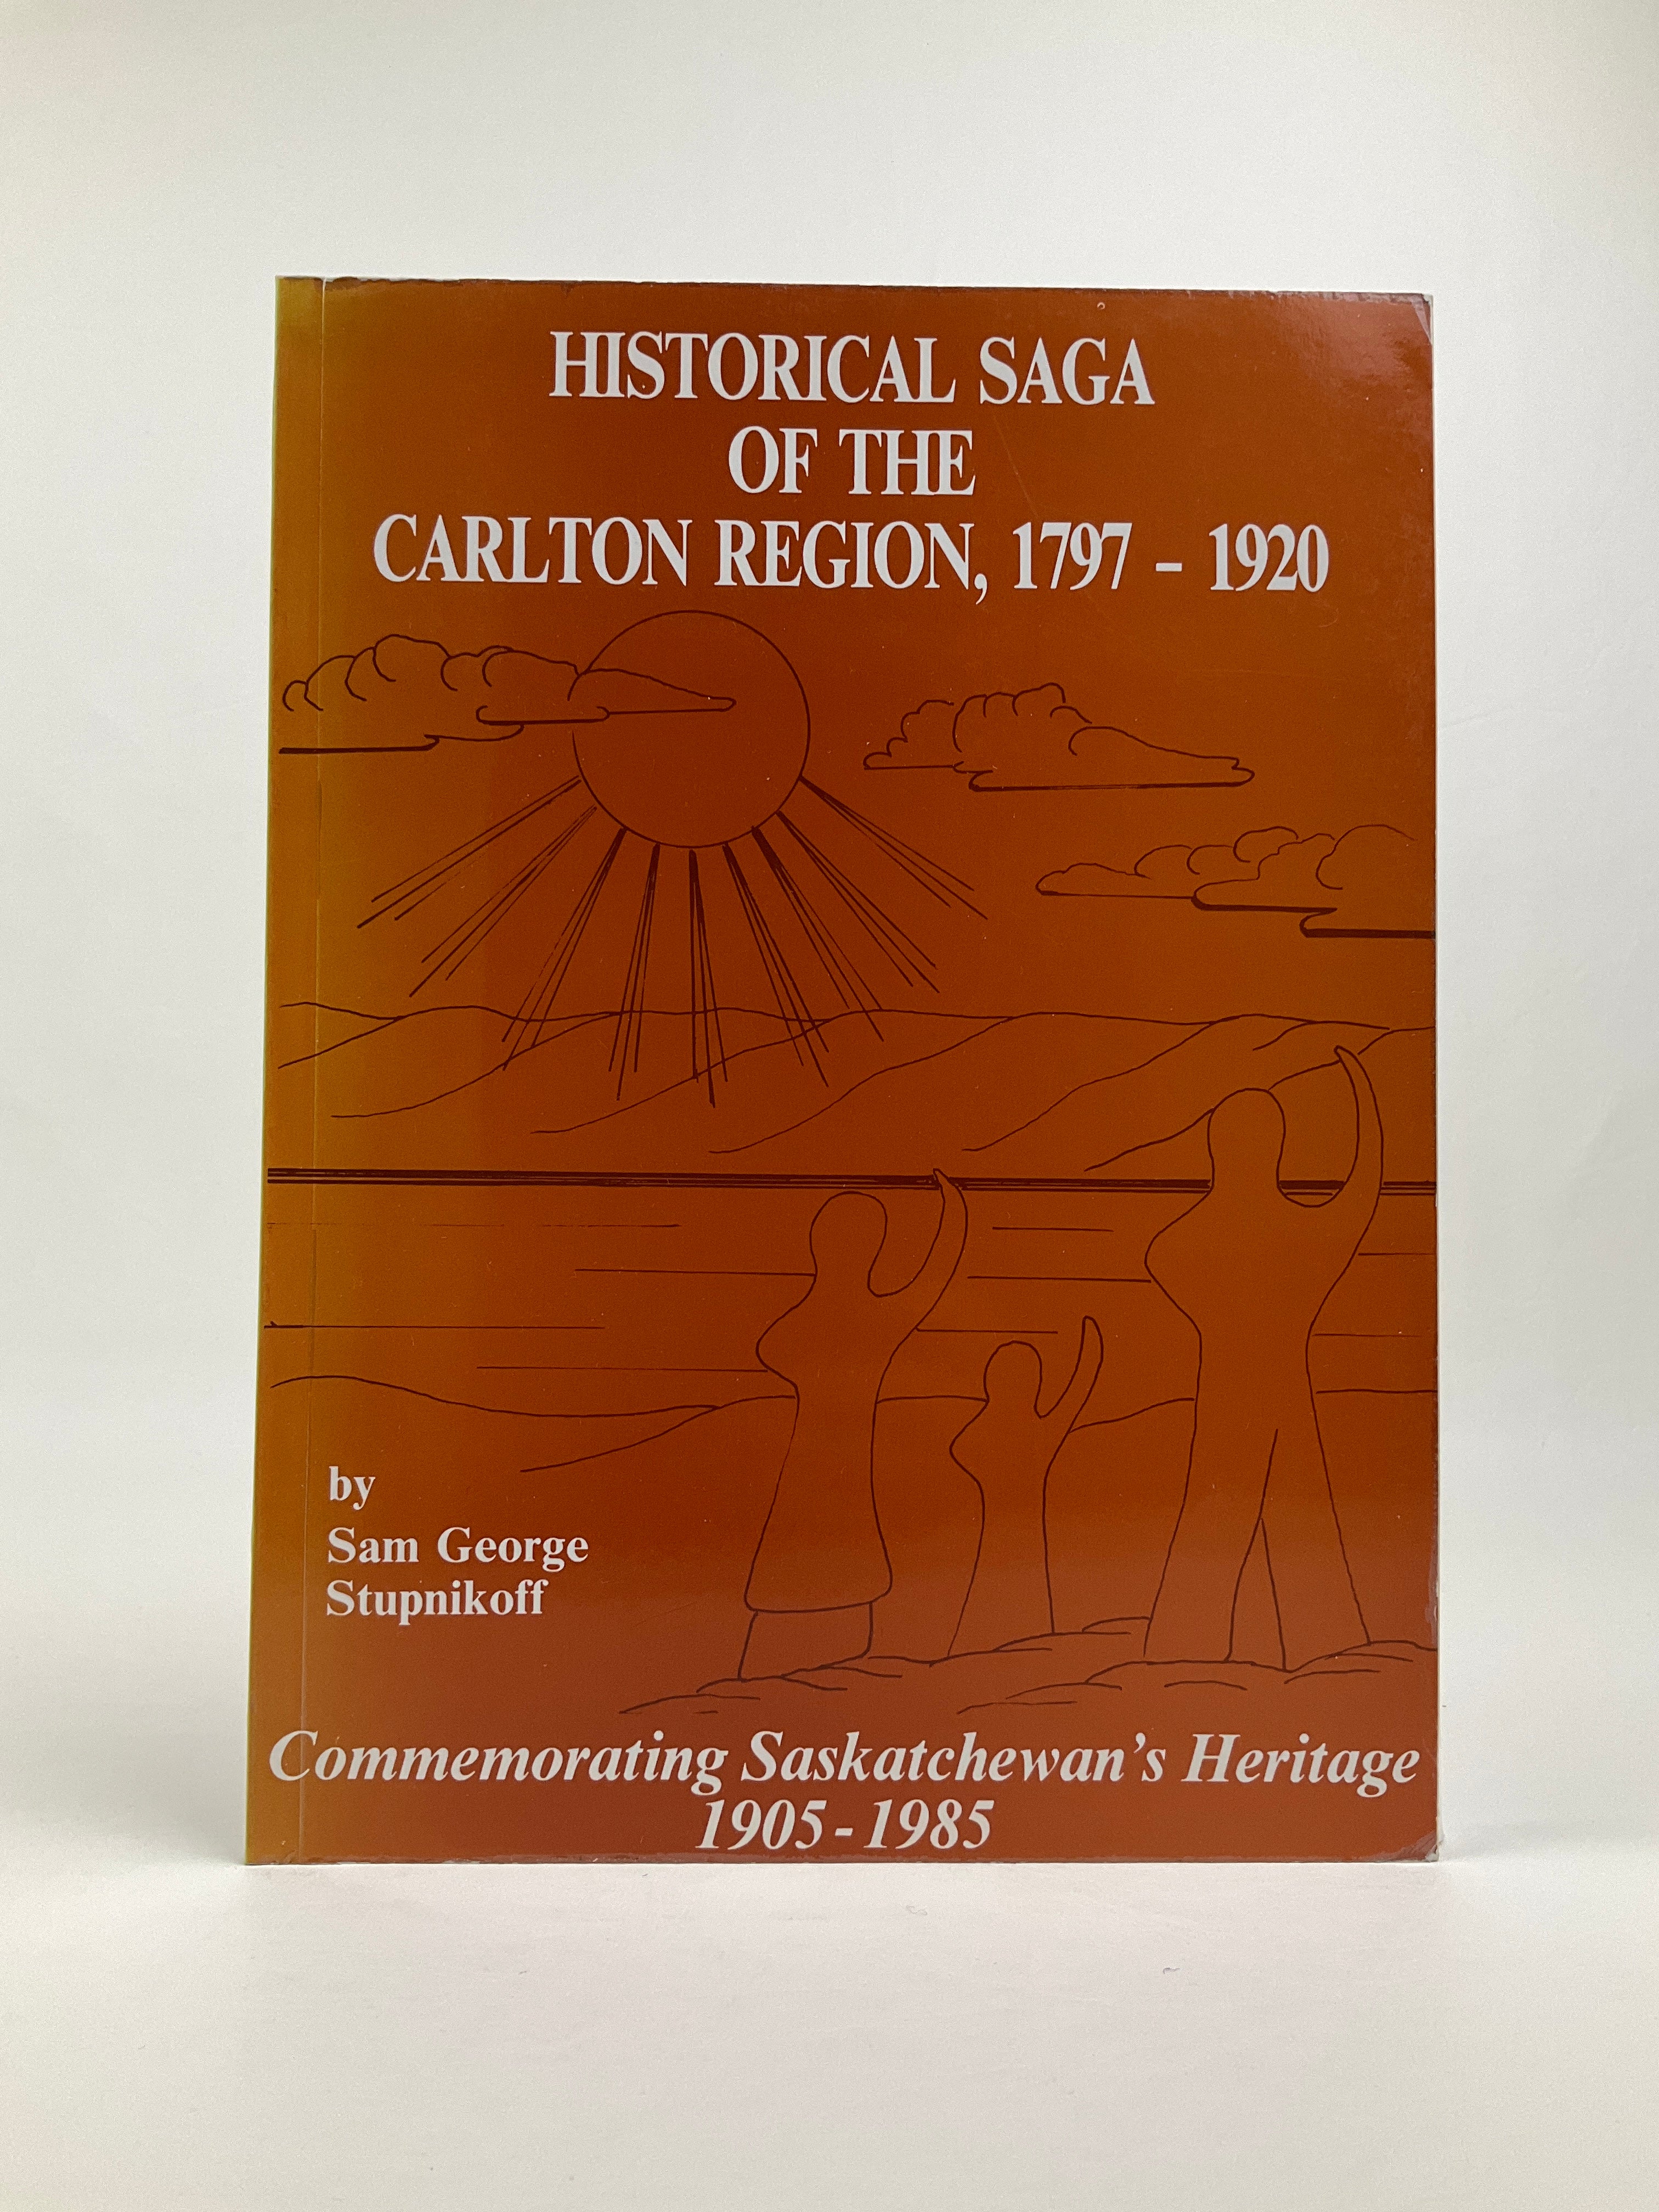 HISTORICAL SAGA
OF THE
CARLTON REGION, 1797 – 1920
by
Sam George
Stupnikoff
Commemorating Saskatchewan's Heritage
1905 - 1985